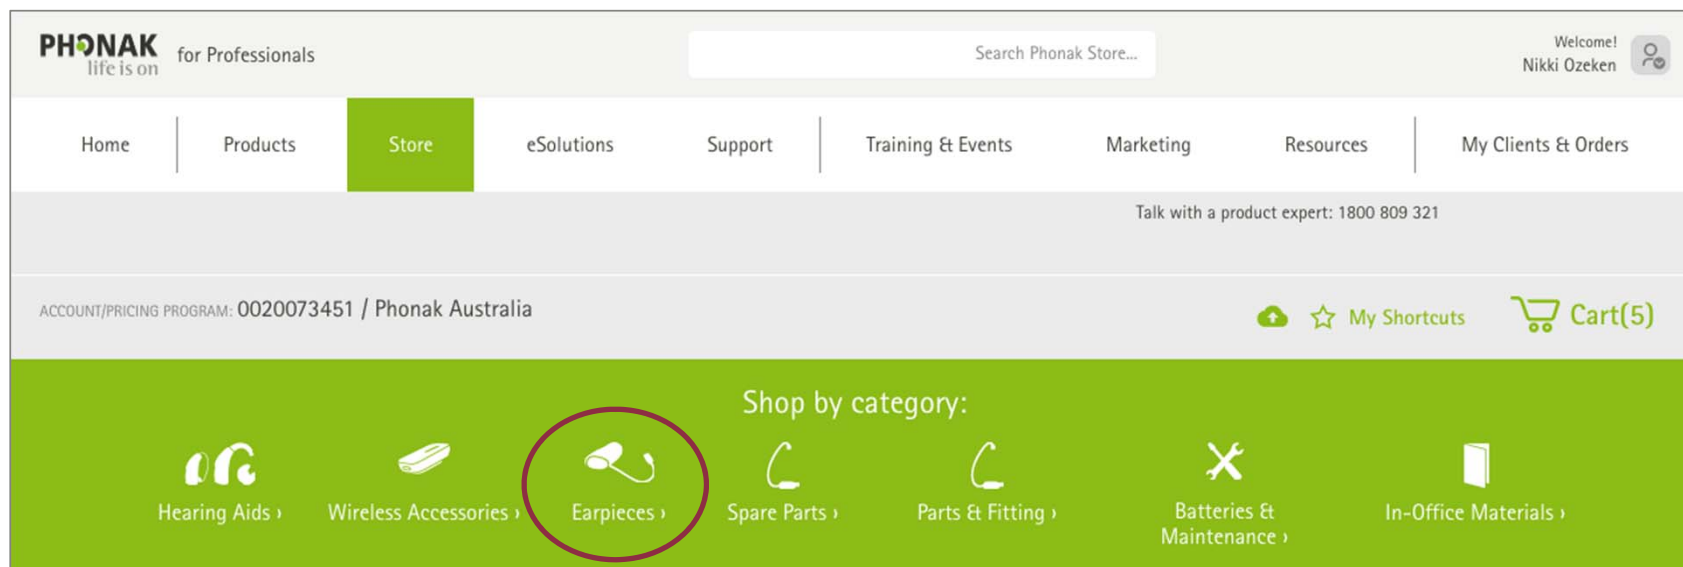 PHONAK
life is on
for Professionals
Search Phonak Store...
Welcome!
Nikki Ozeken
Home
Products
Store
eSolutions
Support
Training & Events
Marketing
Resources
My Clients & Orders
Talk with a product expert: 1800 809 321
ACCOUNT/PRICING PROGRAM: 0020073451 / Phonak Australia
My Shortcuts
Cart(5)
Shop by category:
Hearing Aids ›
Wireless Accessories ›
Earpieces ›
Spare Parts ›
Parts & Fitting ›
Batteries &
Maintenance ›
In-Office Materials ›